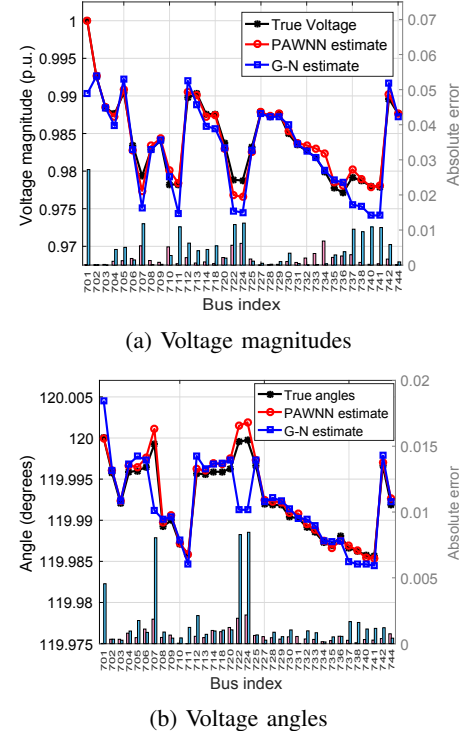 Voltage magnitude (p.u.)
1
0.995
0.99
0.985
0.98
0.975
0.97
True Voltage
PAWNN estimate
G-N estimate
0.07
0.06
0.05
0.04
0.03
0.02
0.01
0
Absolute error
701 702 703 704 705 706 707 708 709 710 711 712 713 714 718 720 722 724 725 727 728 729 730 731 732 733 734 735 736 737 738 740 741 742 744
Bus index
(a) Voltage magnitudes
Angle (degrees)
120.005
120
119.995
119.99
119.985
119.98
119.975
True angles
PAWNN estimate
G-N estimate
0.02
0.015
0.01
0.005
0
Absolute error
701 702 703 704 705 706 707 708 709 710 711 712 713 714 718 720 722 724 725 727 728 729 730 731 732 733 734 735 736 737 738 740 741 742 744
Bus index
(b) Voltage angles